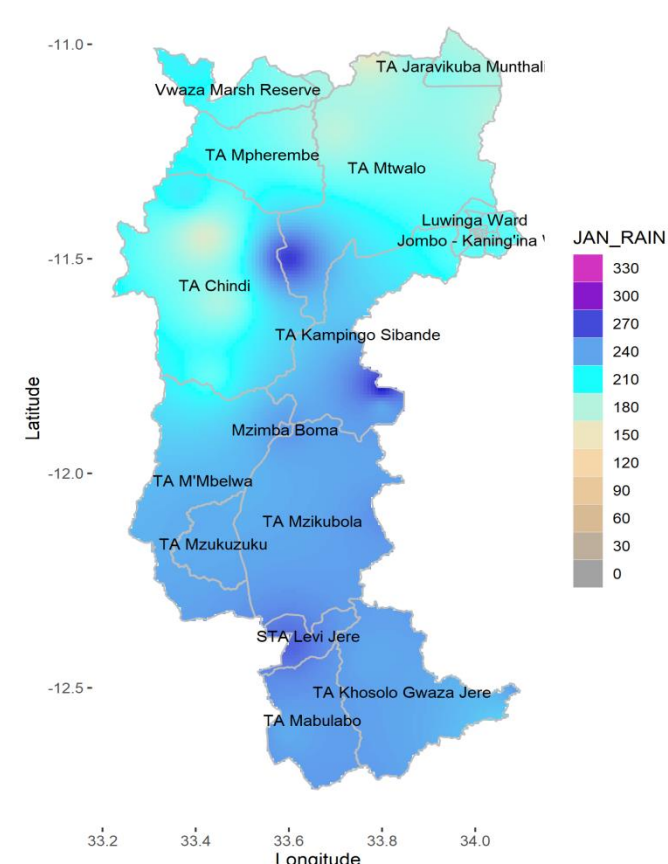 -11.0
TA Jaravikuba Munthali
Vwaza Marsh Reserve
TA Mpherembe
TA Mtwalo
Luwinga Ward
Jombo - Kaning'ina
JAN_RAIN
-11.5
TA Chindi
TA Kampingo Sibande
Mzimba Boma
-12.0
TA M'Mbelwa
TA Mzikubola
TA Mzukuzuku
STA Levi Jere
-12.5
TA Khosolo Gwaza Jere
TA Mabulabo
Latitude
33.2 33.4 33.6 33.8 34.0
Longitude
330
300
270
240
210
180
150
120
90
60
30
0